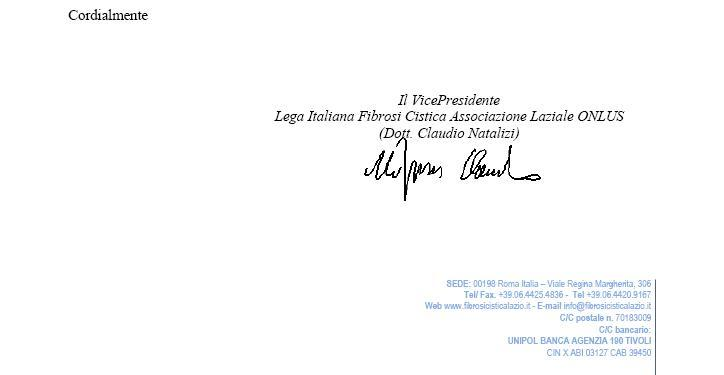 Cordialmente
Il VicePresidente
Lega Italiana Fibrosi Cistica Associazione Laziale ONLUS
(Dott. Claudio Natalizi)
SEDE: 00198 Roma Italia – Viale Regina Margherita, 306
Tel/ Fax. +39.06.4425.4836 - Tel +39.06.4420.9167
Web www.fibrosicisticalazio.it - E-mail info@fibrosicisticalazio.it
C/C postale n. 70183009
C/C bancario:
UNIPOL BANCA AGENZIA 190 TIVOLI
CIN X ABI 03127 CAB 39450